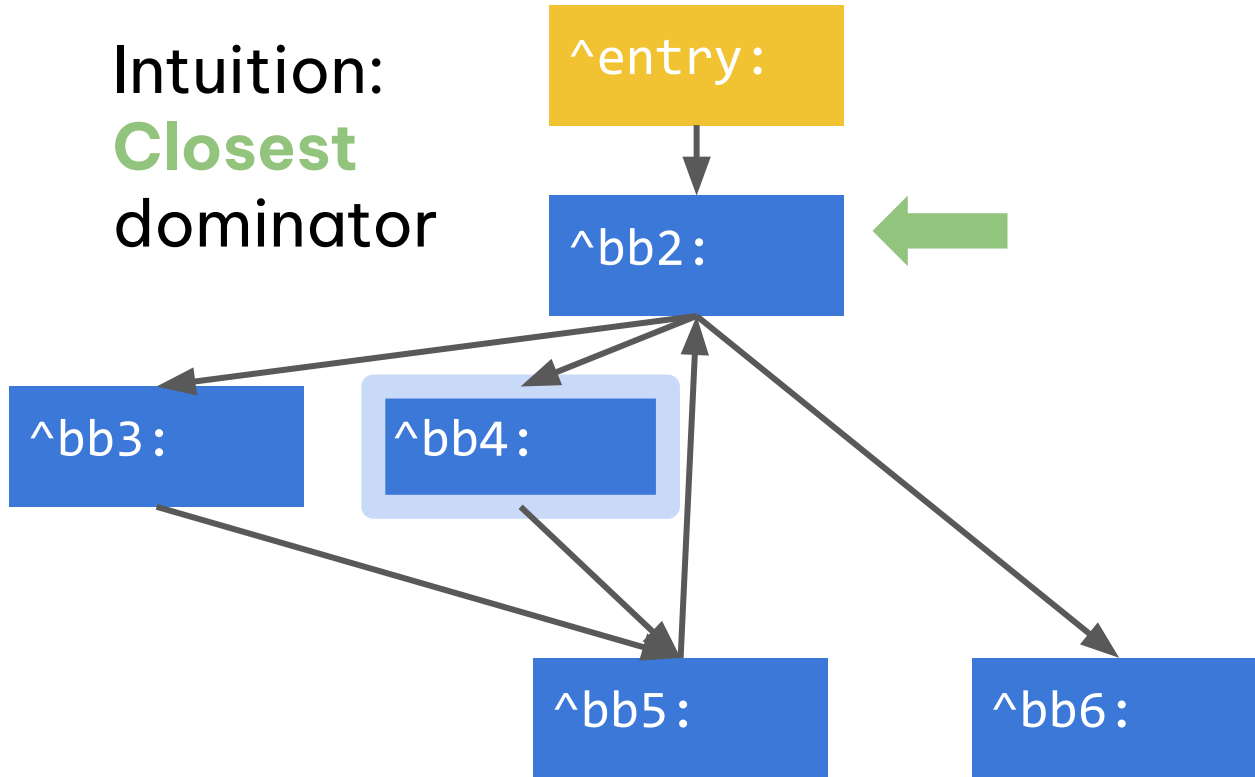 Intuition:
Closest
dominator
^entry:
^bb2:
^bb3:
^bb4:
^bb5:
^bb6: